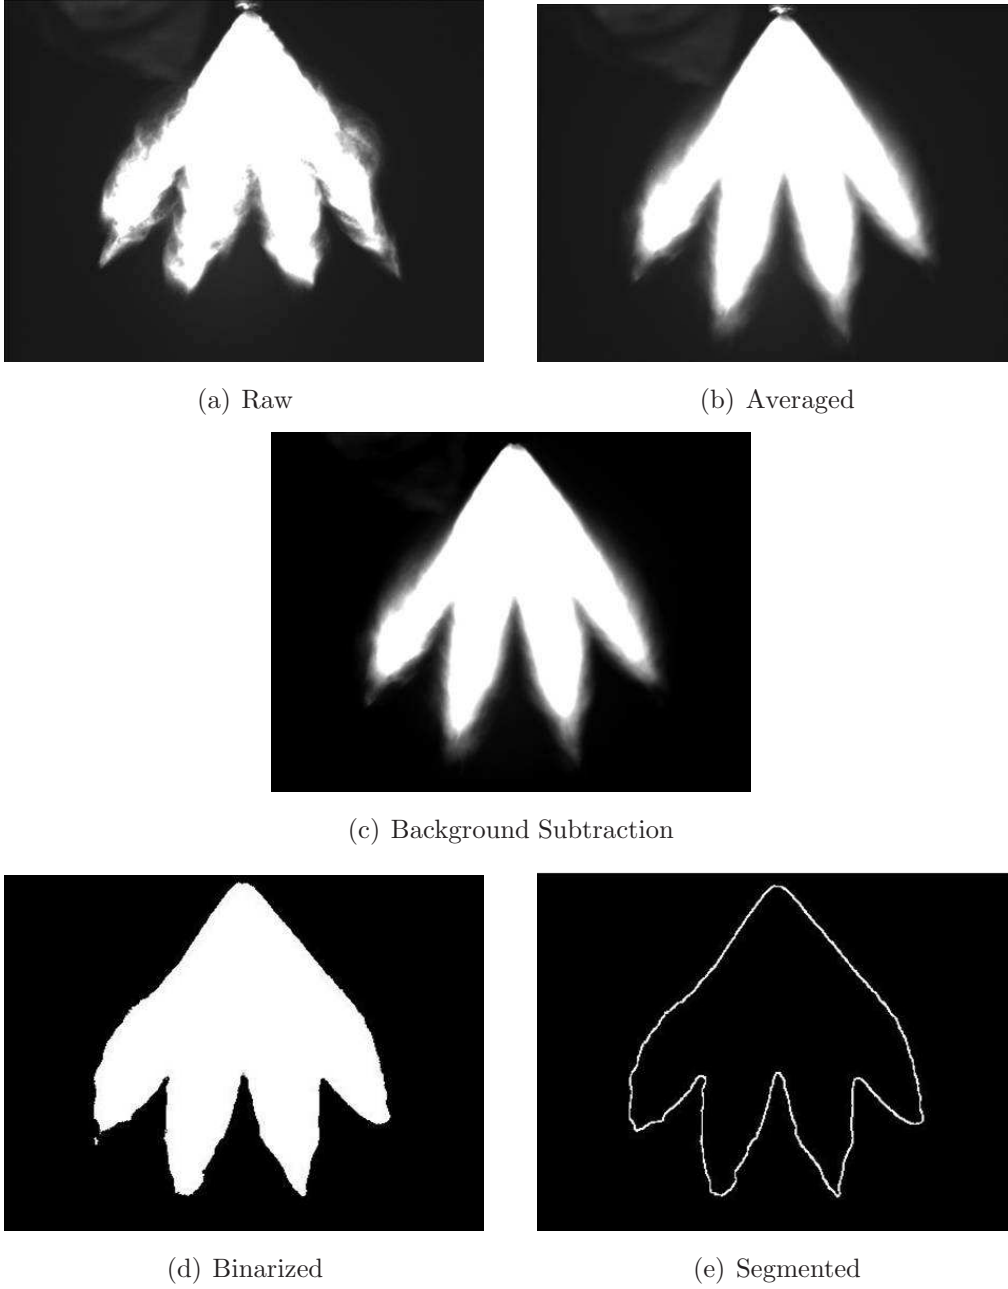 (a) Raw
(b) Averaged
(c) Background Subtraction
(d) Binarized
(e) Segmented